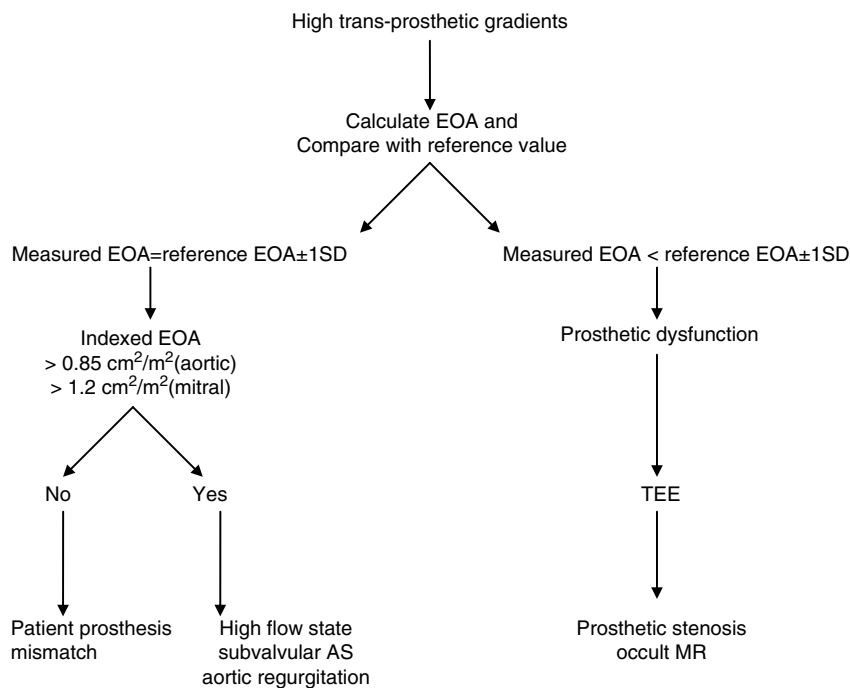 High trans-prosthetic gradients
Calculate EOA and
Compare with reference value
Measured EOA=reference EOA±1SD
Measured EOA < reference EOA±1SD
Indexed EOA
> 0.85 cm²/m²(aortic)
> 1.2 cm²/m²(mitral)
Prosthetic dysfunction
No
Yes
TEE
Patient prosthesis
mismatch
High flow state
subvalvular AS
aortic regurgitation
Prosthetic stenosis
occult MR